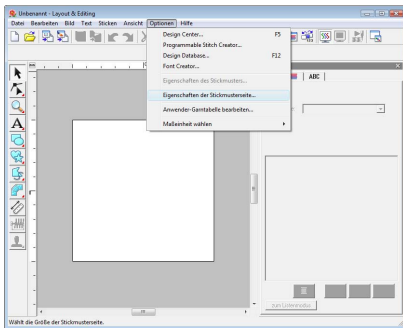 Unbenannt - Layout & Editing
Datei Bearbeiten Bild Text Sticken Ansicht Optionen Hilfe
Design Center... F5
Programmable Stitch Creator...
Design Database... F12
Font Creator...
Eigenschaften des Stickmusters...
Eigenschaften der Stickmusterseite...
Anwender-Garntabelle bearbeiten...
Maßeinheit wählen
ABC
A
zum Expertenmodus
Wählt die Größe der Stickmusterseite.